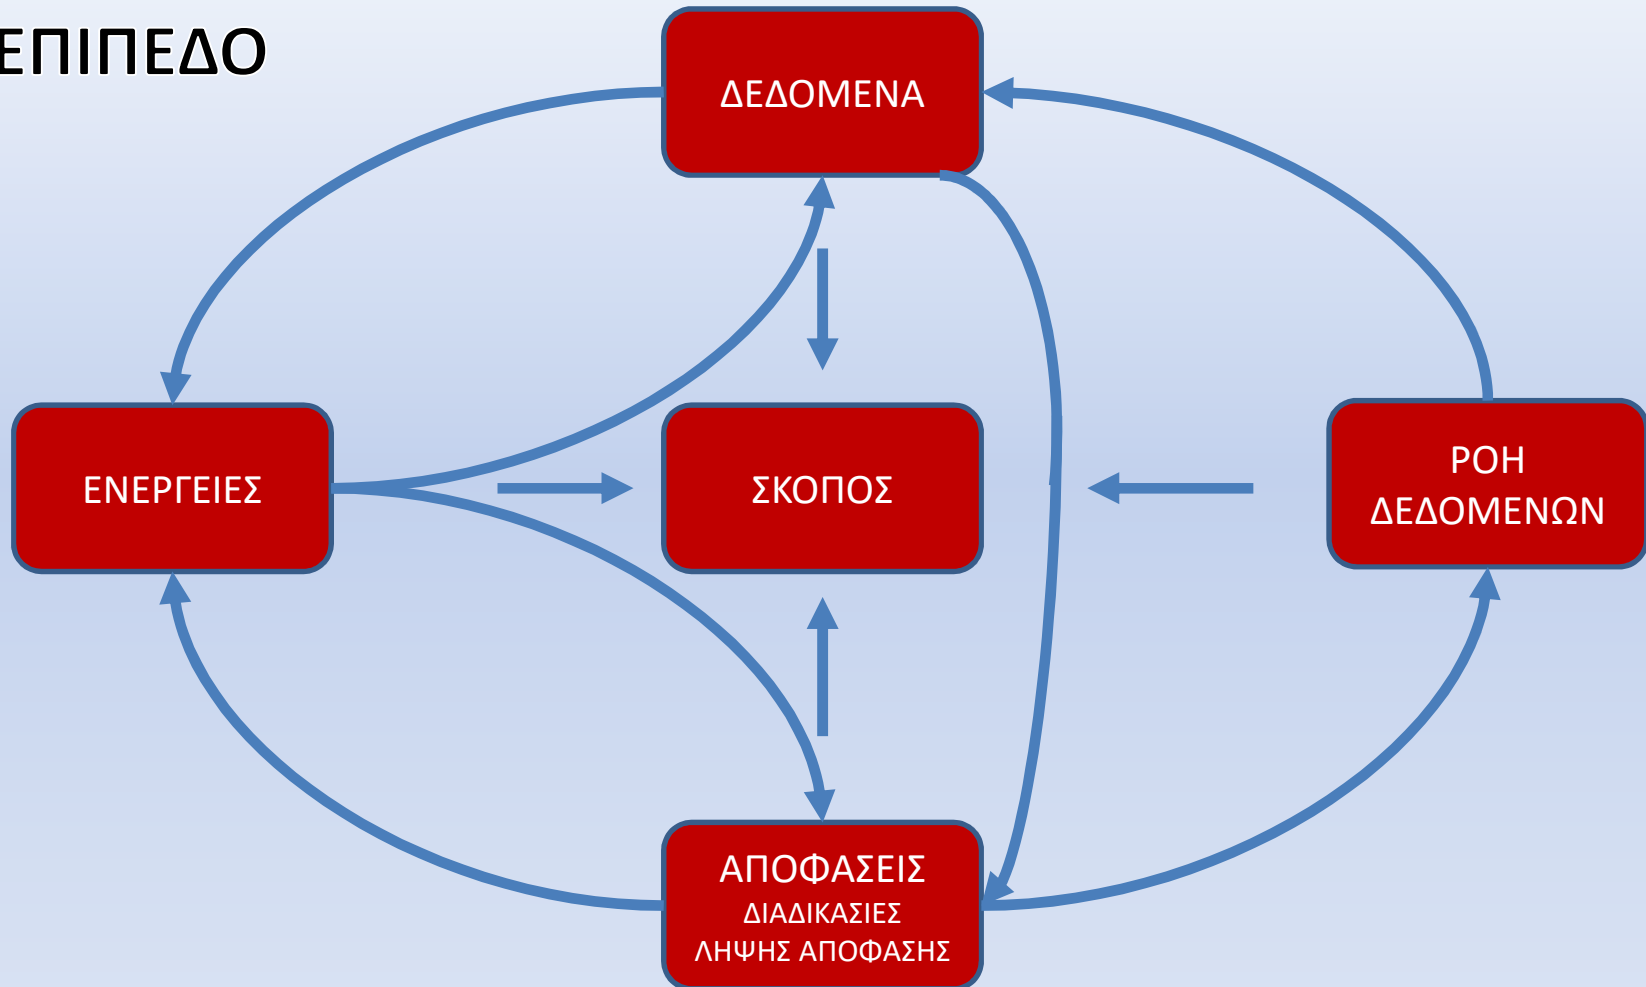 ΕΠΙΠΕΔΟ
ΔΕΔΟΜΕΝΑ
ΕΝΕΡΓΕΙΕΣ
ΣΚΟΠΟΣ
ΡΟΗ
ΔΕΔΟΜΕΝΩΝ
ΑΠΟΦΑΣΕΙΣ
ΔΙΑΔΙΚΑΣΙΕΣ
ΛΗΨΗΣ ΑΠΟΦΑΣΗΣ